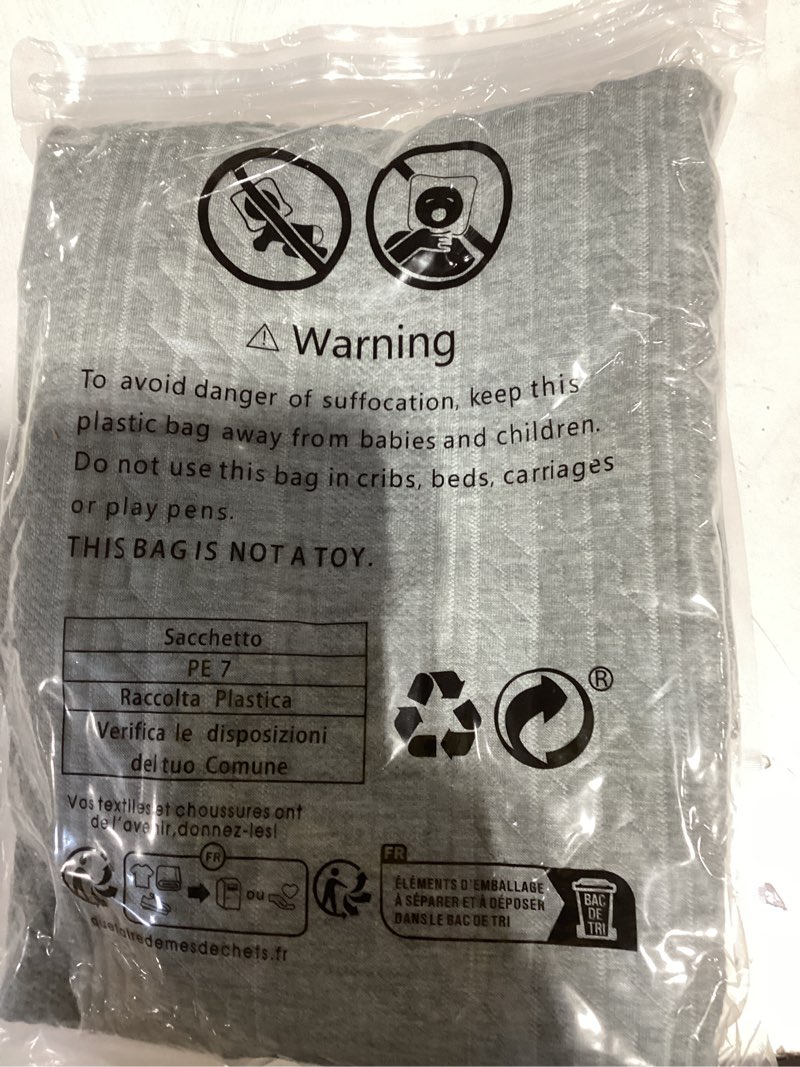 Warning
To avoid danger of suffocation, keep this
plastic bag away from babies and children.
Do not use this bag in cribs, beds, carriages
or play pens.
THIS BAG IS NOT A TOY.
Sacchetto
PE 7
Raccolta Plastica
Verifica le disposizioni
del tuo Comune
®
Vos textiles et choussures ont
de l'avenir,donnez-les!
FR
ou
quefairedemesdechets.fr
FR
ÉLÉMENTS D'EMBALLAGE
À SÉPARER ET À DÉPOSER
DANS LE BAC DE TRI
BAC
DE
TRI